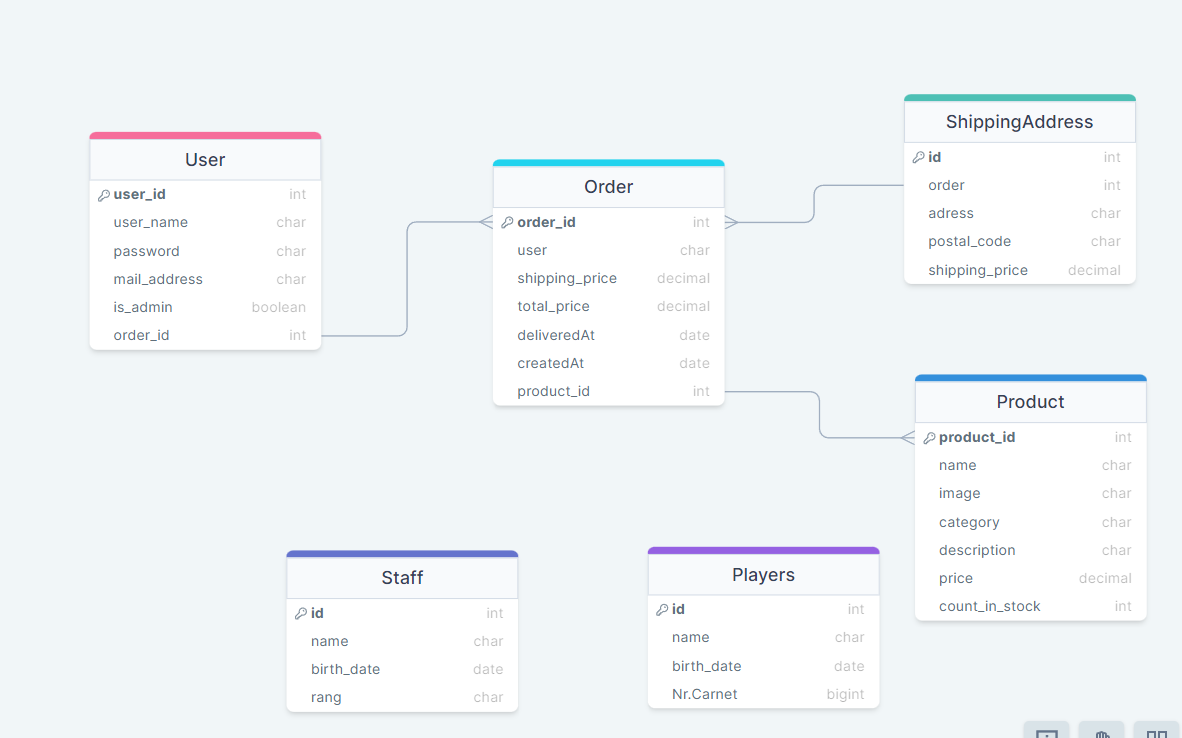 User
user_id int
user_name char
password char
mail_address char
is_admin boolean
order_id int
Order
order_id int
user char
shipping_price decimal
total_price decimal
deliveredAt date
createdAt date
product_id int
ShippingAddress
id int
order int
adress char
postal_code char
shipping_price decimal
Product
product_id int
name char
image char
category char
description char
price decimal
count_in_stock int
Staff
id int
name char
birth_date date
rang char
Players
id int
name char
birth_date date
Nr.Carnet bigint